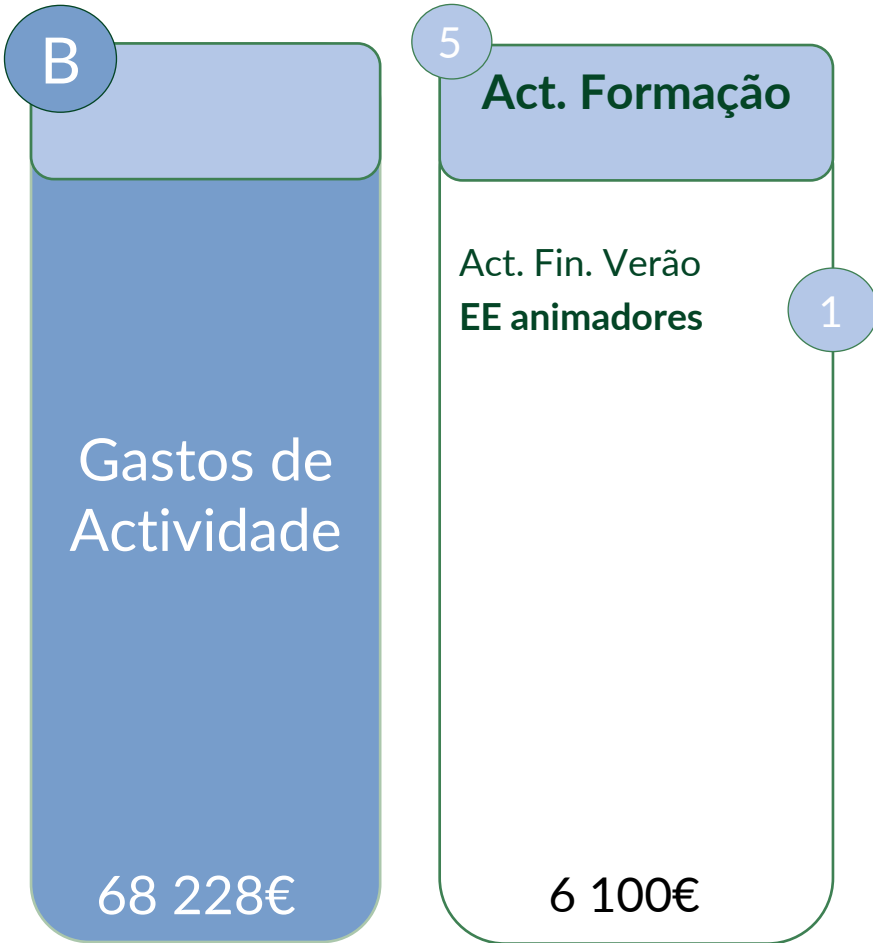 B
Gastos de
Actividade
68 228€
5
Act. Formação
Act. Fin. Verão
EE animadores
1
6 100€